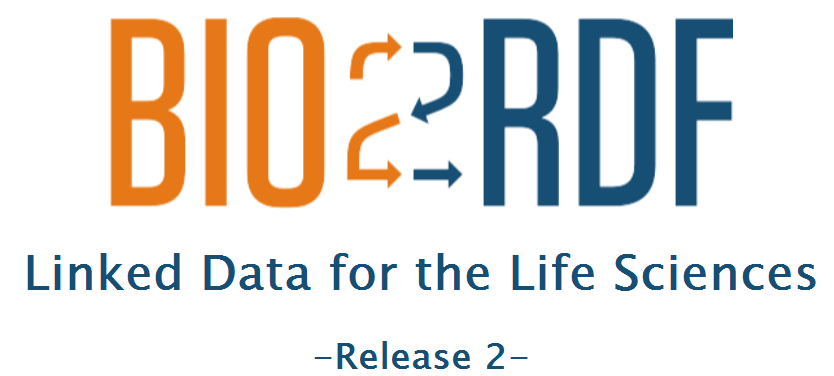 BIO2RDF
Linked Data for the Life Sciences
-Release 2-